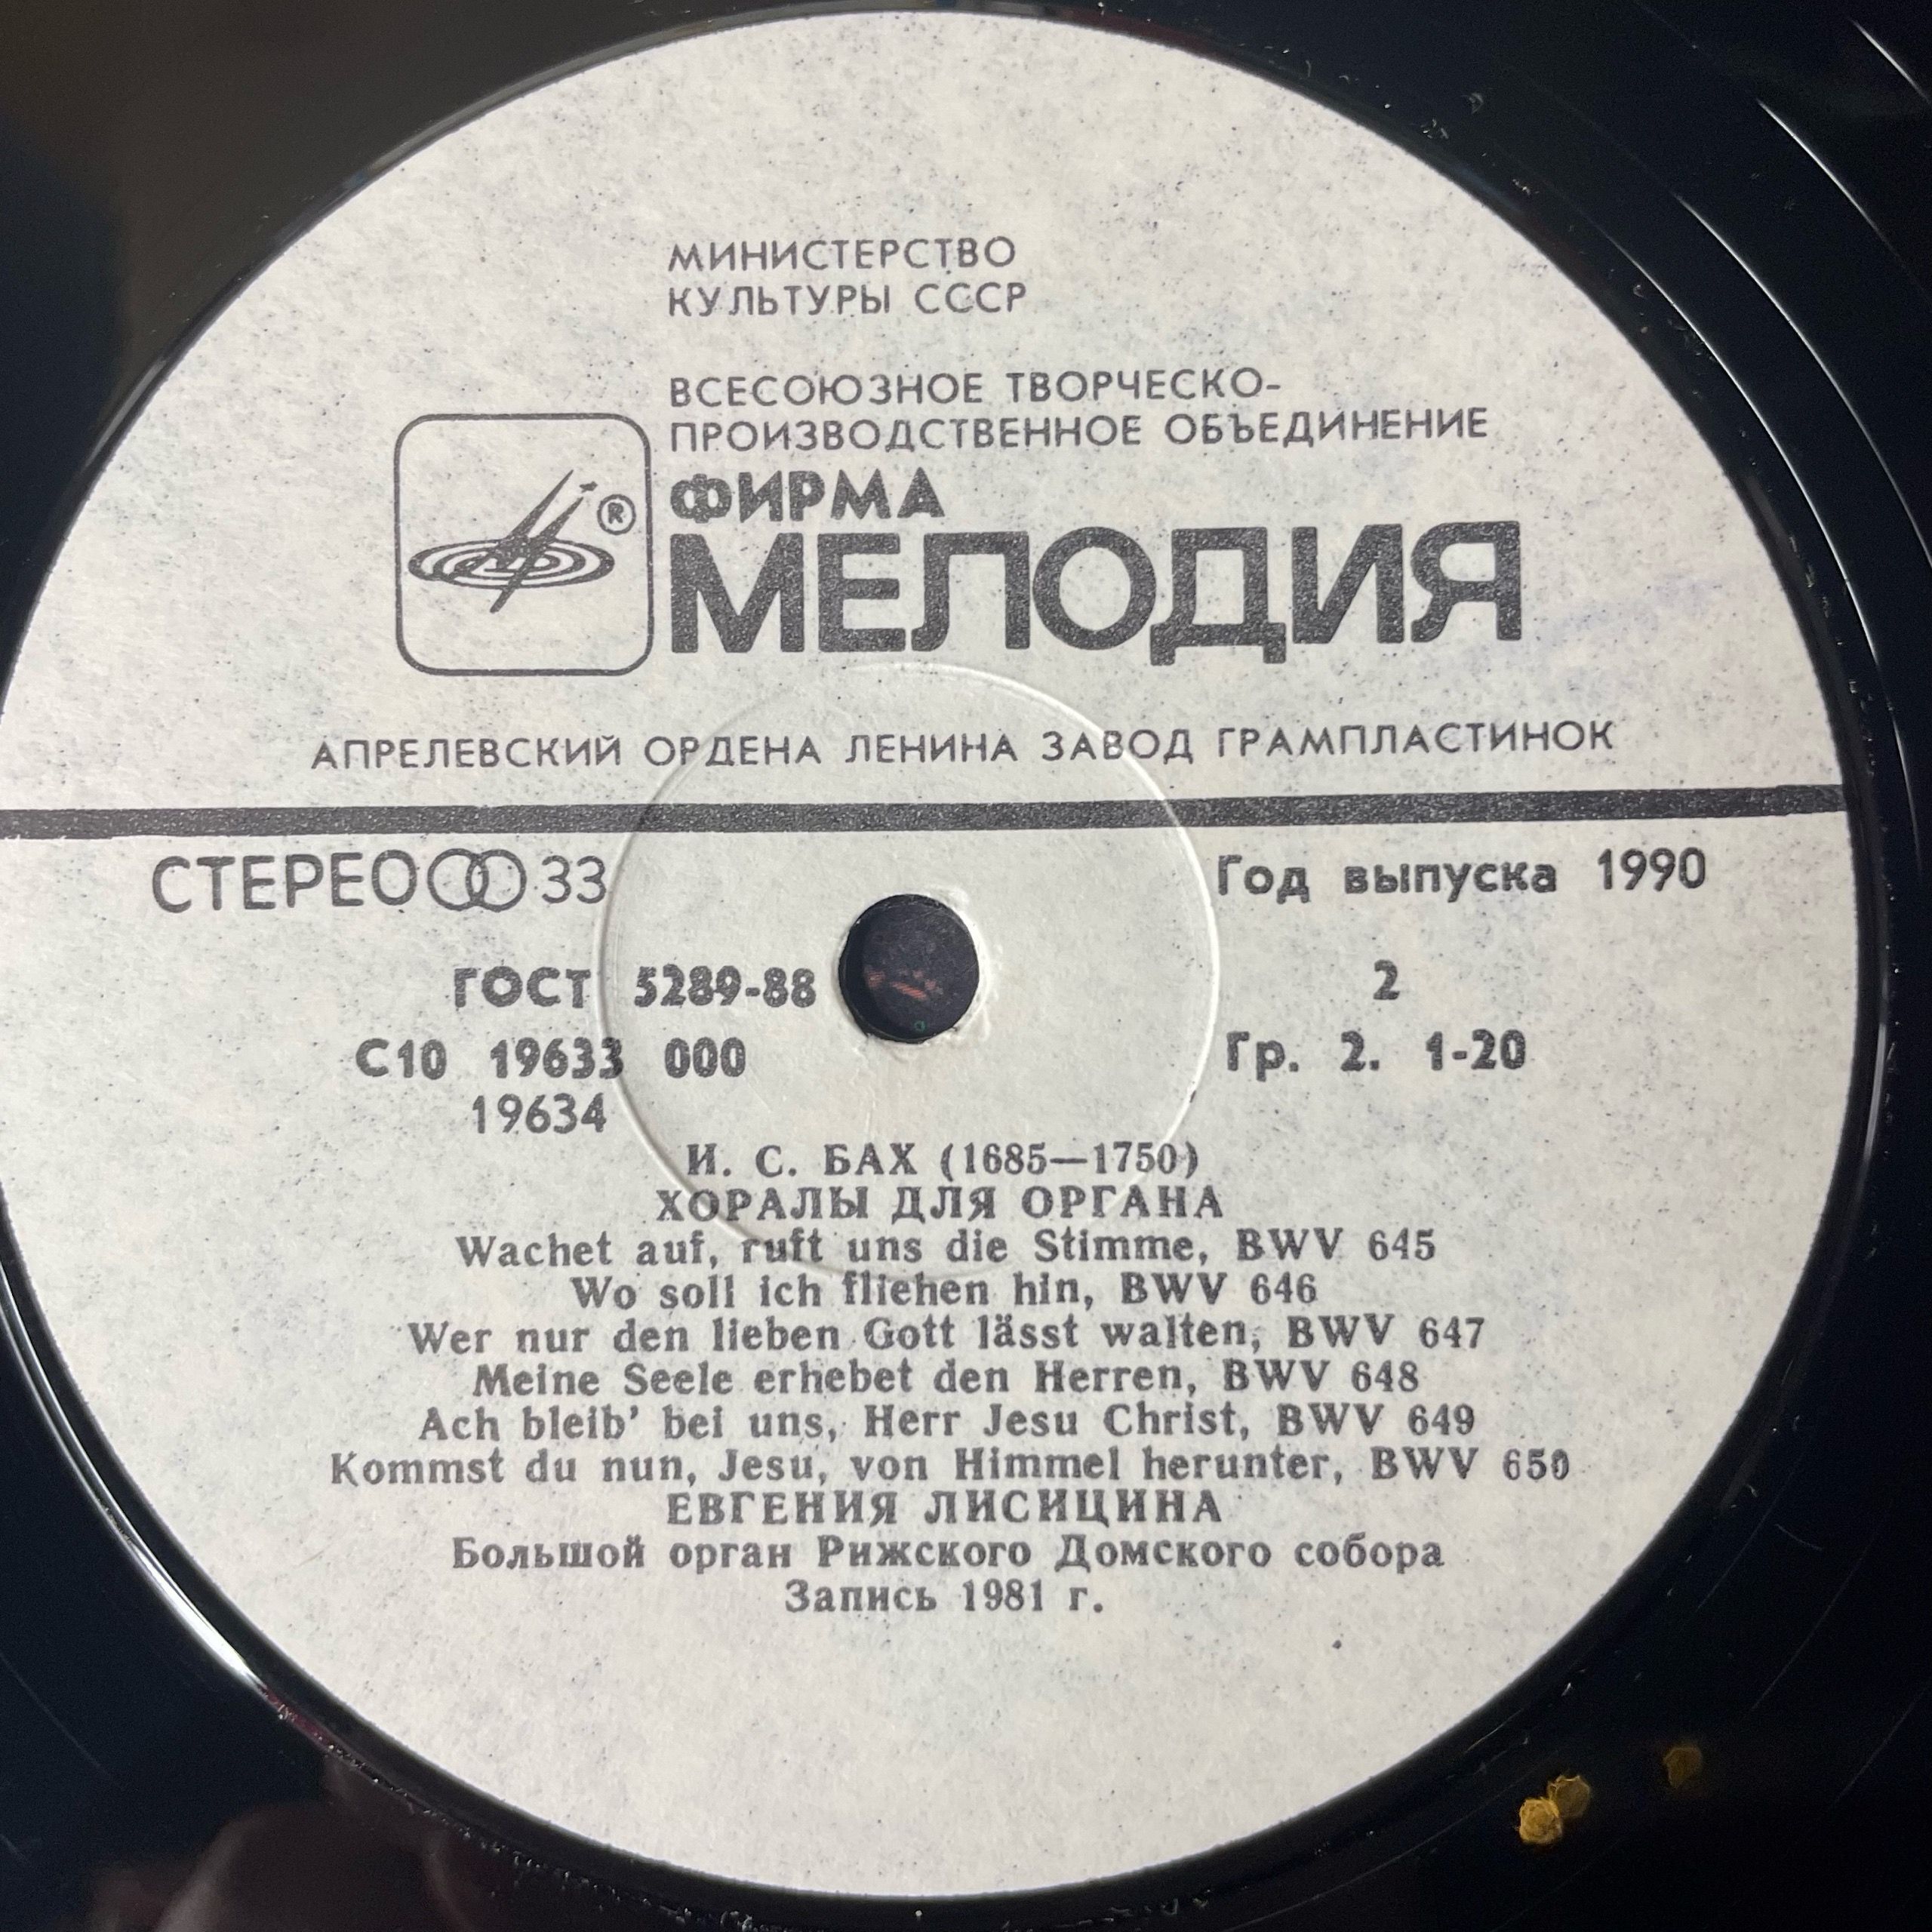 МИНИСТЕРСТВО
КУЛЬТУРЫ СССР
ВСЕСОЮЗНОЕ ТВОРЧЕСКО-
ПРОИЗВОДСТВЕННОЕ ОБЪЕДИНЕНИЕ
ФИРМА
®
МЕЛОДИЯ
АПРЕЛЕВСКИЙ ОРДЕНА ЛЕНИНА ЗАВОД ГРАМПЛАСТИНОК
СТЕРЕО 33
Год выпуска 1990
ГОСТ 5289-88
2
С10 19633 000
Гр. 2. 1-20
19634
И. С. БАХ (1685—1750)
ХОРАЛЫ ДЛЯ ОРГАНА
Wachet auf, ruft uns die Stimme, BWV 645
Wo soll ich fliehen hin, BWV 646
Wer nur den lieben Gott lässt walten, BWV 647
Meine Seele erhebet den Herren, BWV 648
Ach bleib’ bei uns, Herr Jesu Christ, BWV 649
Kommst du nun, Jesu, von Himmel herunter, BWV 650
ЕВГЕНИЯ ЛИСИЦИНА
Большой орган Рижского Домского собора
Запись 1981 г.